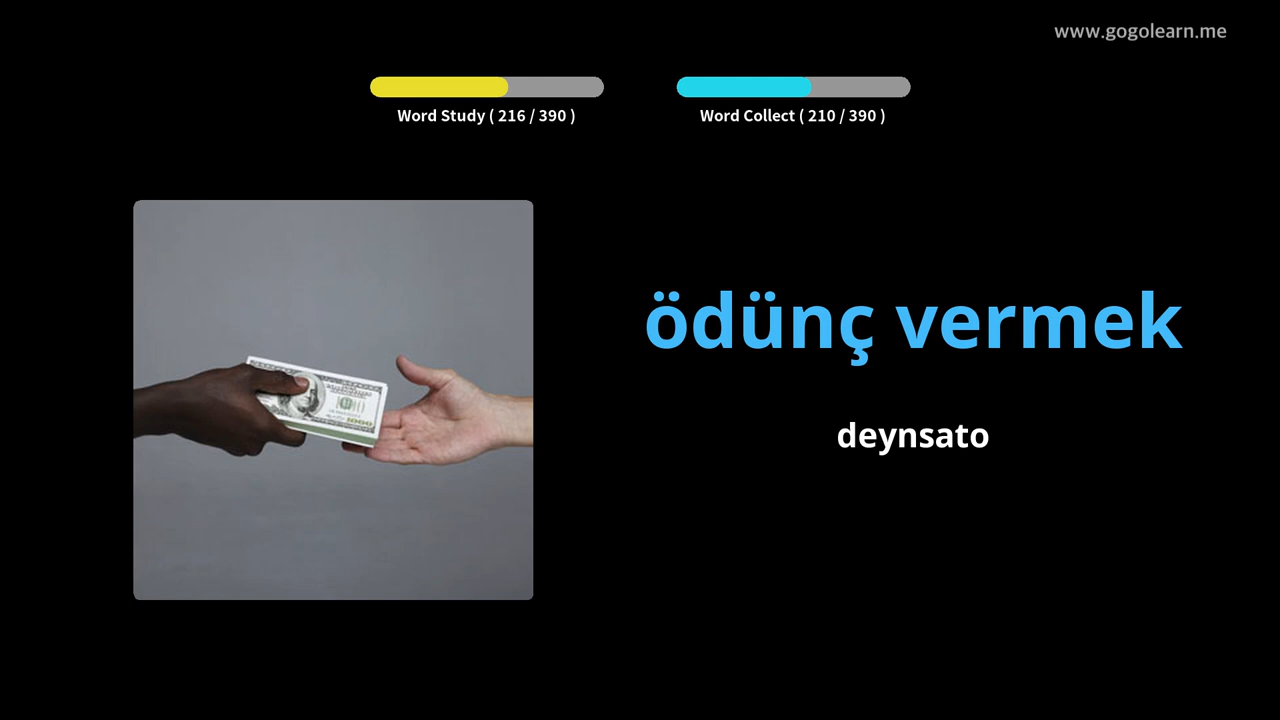 www.gogolearn.me
Word Study ( 216 / 390 )
Word Collect ( 210 / 390 )
ödünç vermek
deynsato